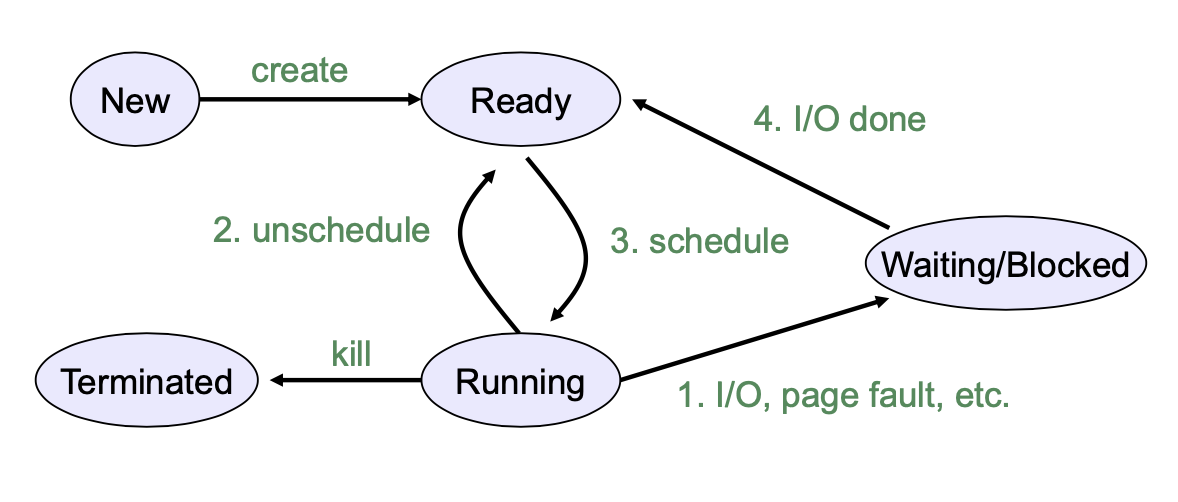 create
New
Ready
4. I/O done
2. unschedule
3. schedule
Waiting/Blocked
kill
Terminated
Running
1. I/O, page fault, etc.